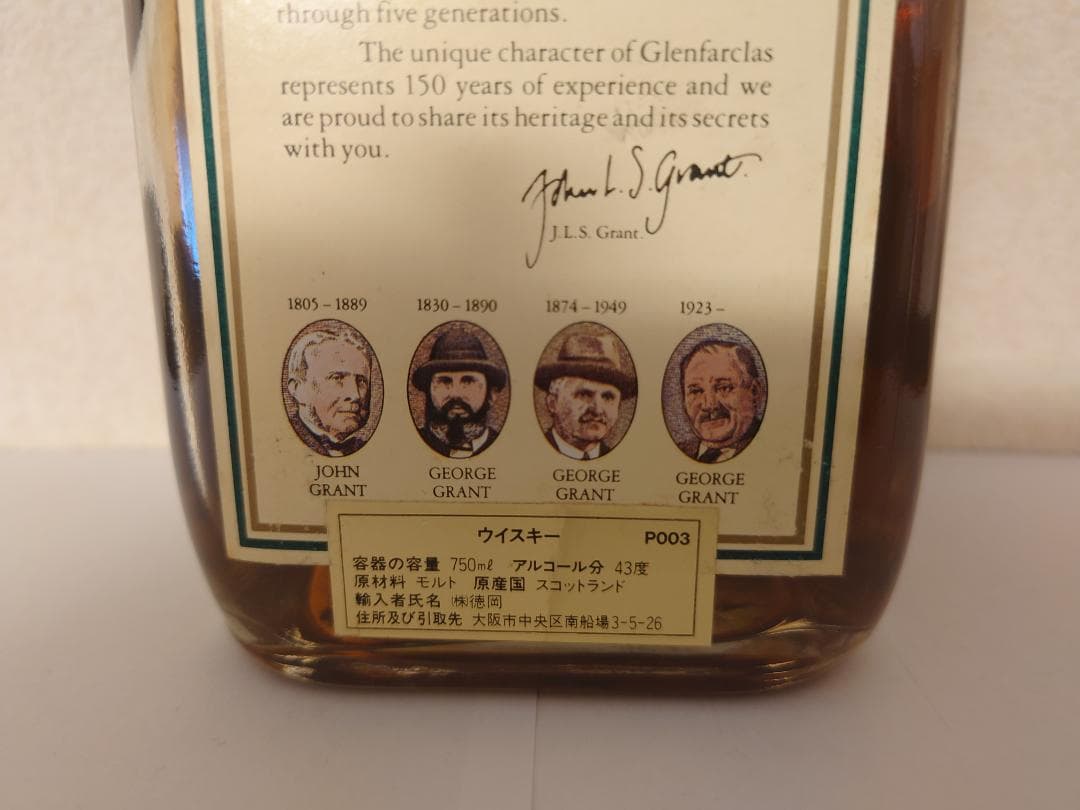 through five generations.
The unique character of Glenfarclas
represents 150 years of experience and we
are proud to share its heritage and its secrets
with you.
John L. S. Grant.
J.L.S. Grant.
1805 – 1889 1830 – 1890 1874 – 1949 1923 –
JOHN GEORGE GEORGE GEORGE
GRANT GRANT GRANT GRANT
ウイスキー P003
容器の容量 750ml アルコール分 43度
原材料 モルト 原産国 スコットランド
輸入者氏名 ㈱徳岡
住所及び引取先 大阪市中央区南船場3-5-26